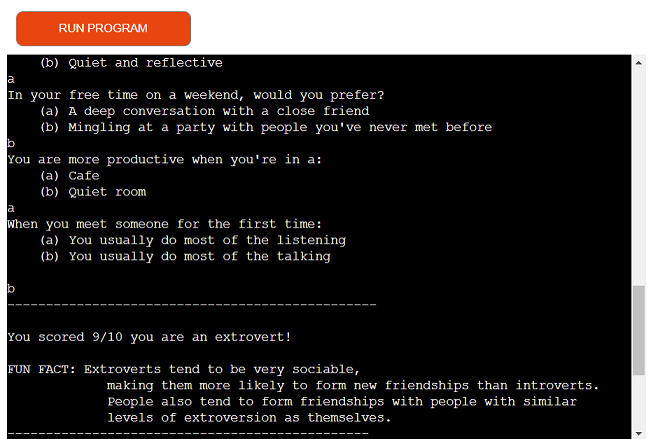 RUN PROGRAM
(b) Quiet and reflective
a
In your free time on a weekend, would you prefer?
(a) A deep conversation with a close friend
(b) Mingling at a party with people you've never met before
b
You are more productive when you're in a:
(a) Cafe
(b) Quiet room
a
When you meet someone for the first time:
(a) You usually do most of the listening
(b) You usually do most of the talking
b
------------------------------------------------
You scored 9/10 you are an extrovert!
FUN FACT: Extroverts tend to be very sociable,
making them more likely to form new friendships than introverts.
People also tend to form friendships with people with similar
levels of extroversion as themselves.
-----------------------------------------------